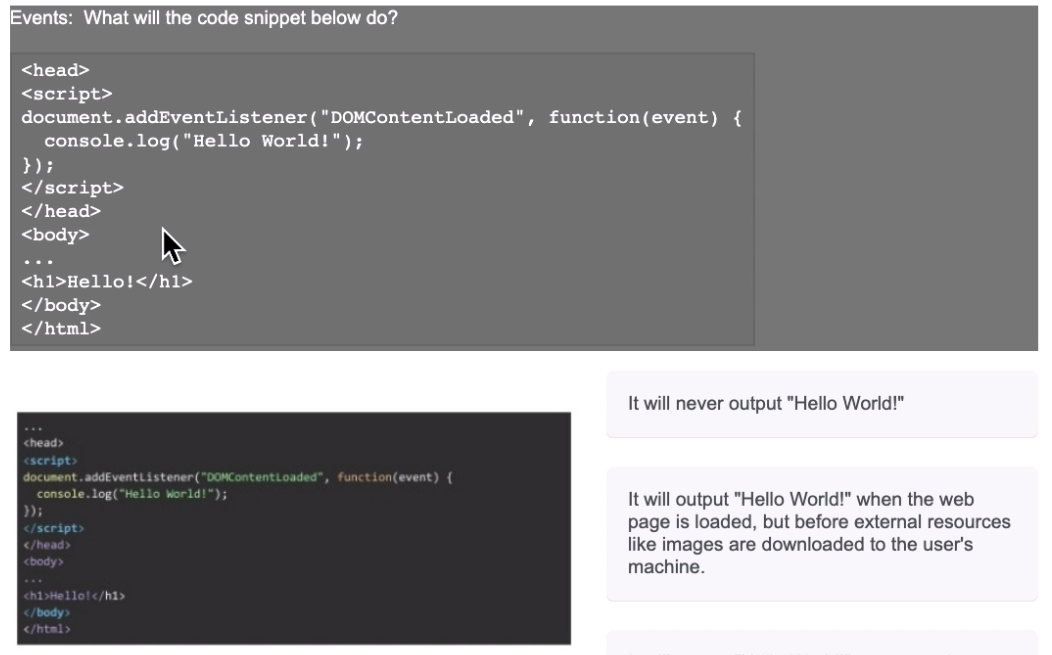 Events:  What will the code snippet below do?
<head>
<script>
document.addEventListener("DOMContentLoaded", function(event) {
  console.log("Hello World!");
});
</script>
</head>
<body>
...
<h1>Hello!</h1>
</body>
</html>
...
<head>
<script>
document.addEventListener("DOMContentLoaded", function(event) {
  console.log("Hello World!");
});
</script>
</head>
<body>
...
<h1>Hello!</h1>
</body>
</html>
It will never output "Hello World!"
It will output "Hello World!" when the web
page is loaded, but before external resources
like images are downloaded to the user's
machine.